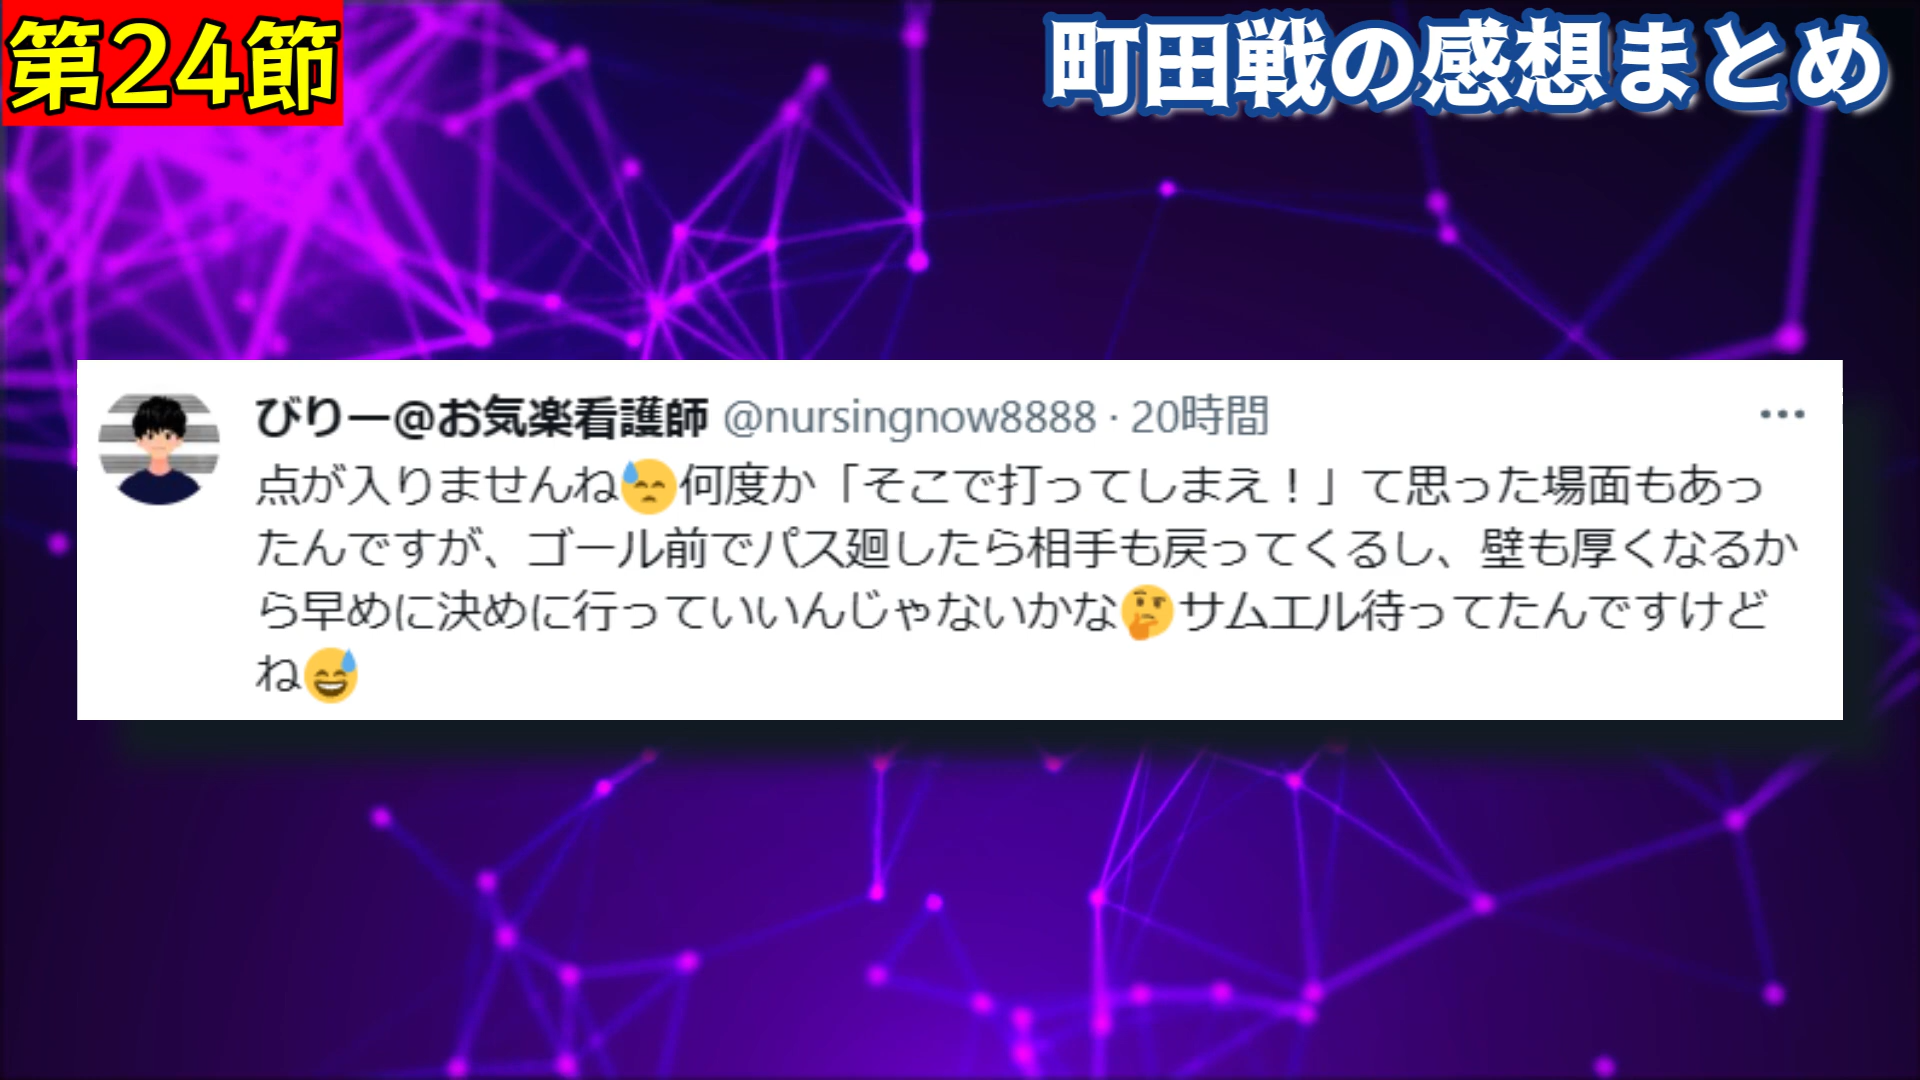 第24節
町田戦の感想まとめ
びりー@お気楽看護師 @nursingnow8888 · 20時間
点が入りませんね😓何度か「そこで打ってしまえ！」て思った場面もあっ
たんですが、ゴール前でパス廻したら相手も戻ってくるし、壁も厚くなるか
ら早めに決めに行っていいんじゃないかな🤔サムエル待ってたんですけど
ね😅